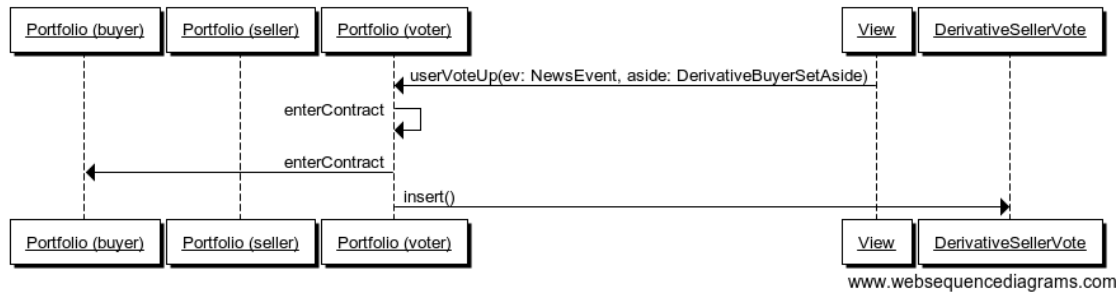 Portfolio (buyer) Portfolio (seller) Portfolio (voter) View DerivativeSellerVote
userVoteUp(ev: NewsEvent, aside: DerivativeBuyerSetAside)
enterContract
enterContract
insert()
Portfolio (buyer) Portfolio (seller) Portfolio (voter) View DerivativeSellerVote
www.websequencediagrams.com